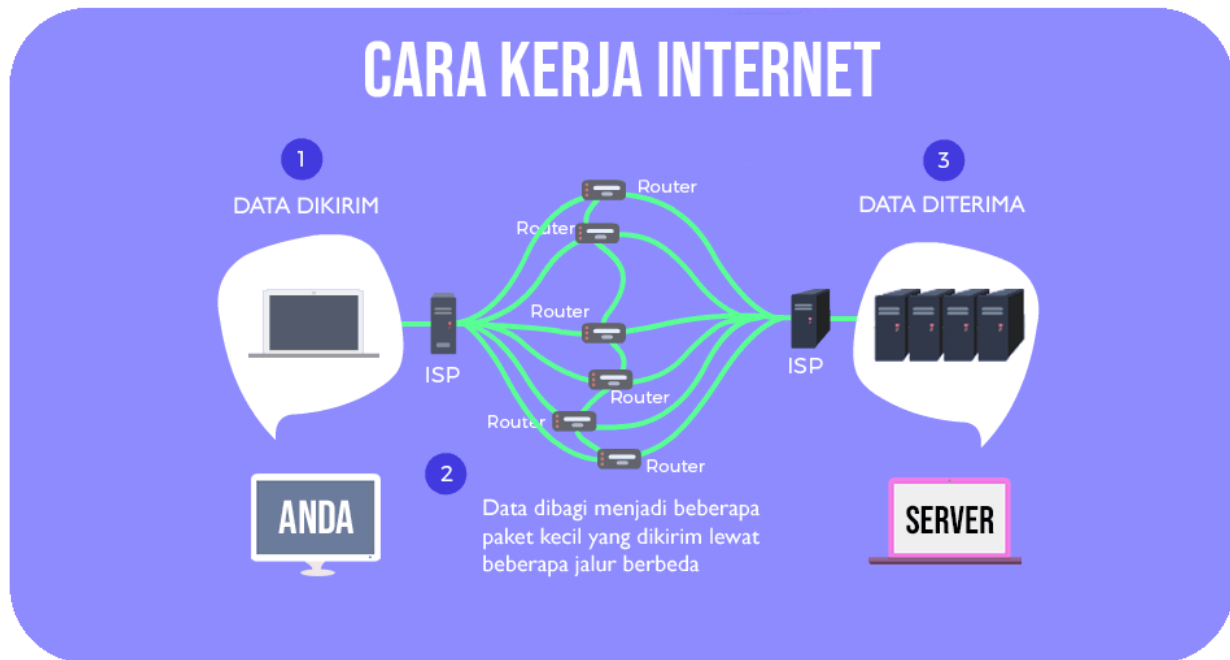 CARA KERJA INTERNET
1
DATA DIKIRIM
3
DATA DITERIMA
Router
Router
Router
Router
Router
Router
ISP
ISP
ANDA
2
Data dibagi menjadi beberapa
paket kecil yang dikirim lewat
beberapa jalur berbeda
SERVER